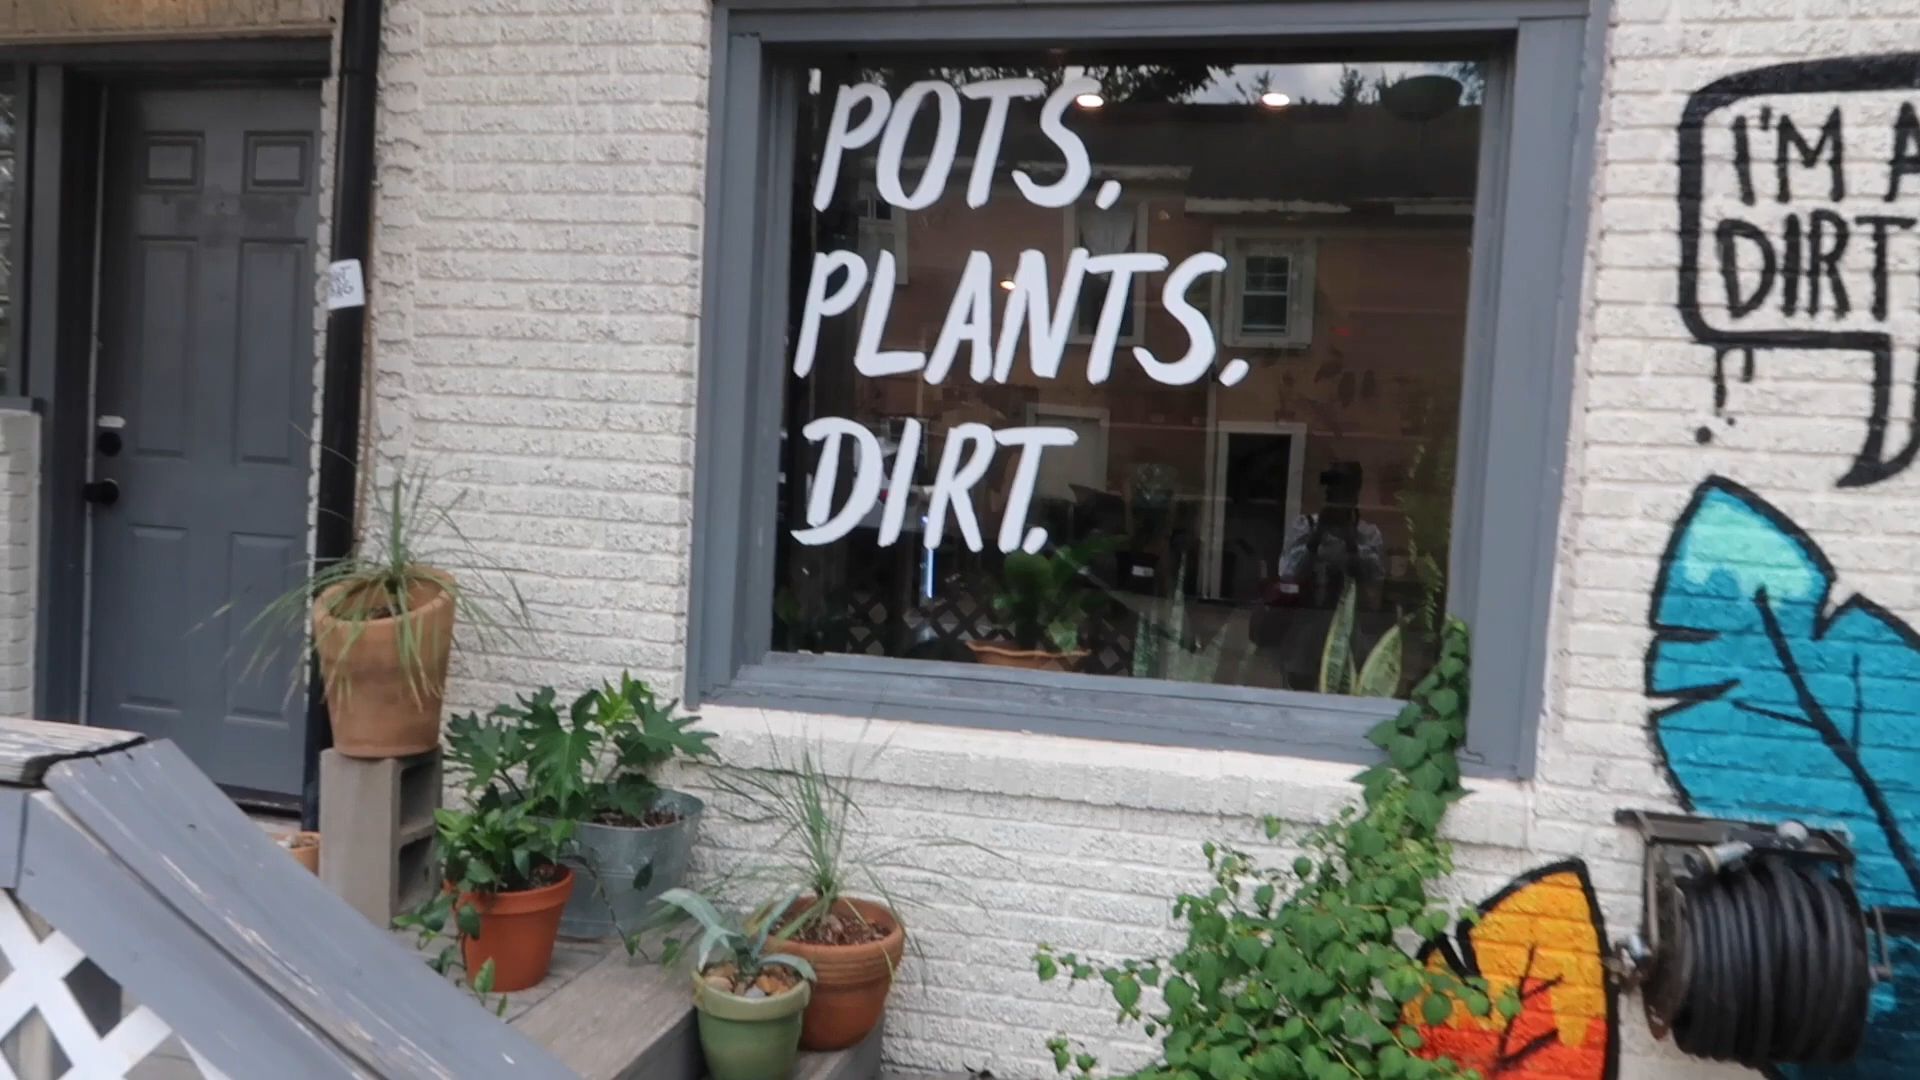 POTS.
PLANTS.
DIRT.
I'M A
DIRT